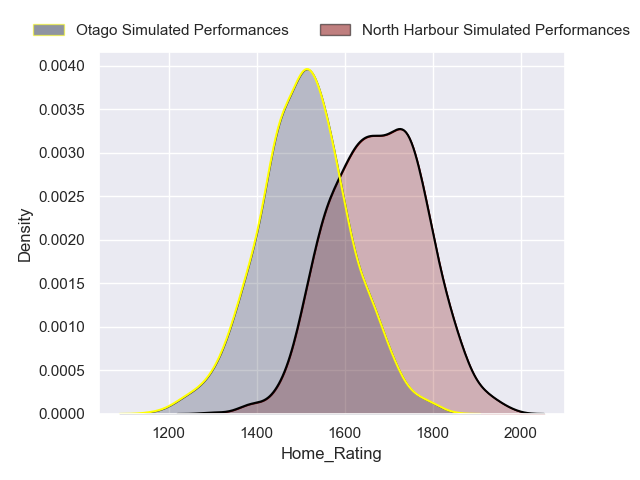 Otago Simulated Performances North Harbour Simulated Performances
0.0040
0.0035
0.0030
0.0025
0.0020
0.0015
0.0010
0.0005
0.0000
Density
1200 1400 1600 1800 2000
Home_Rating